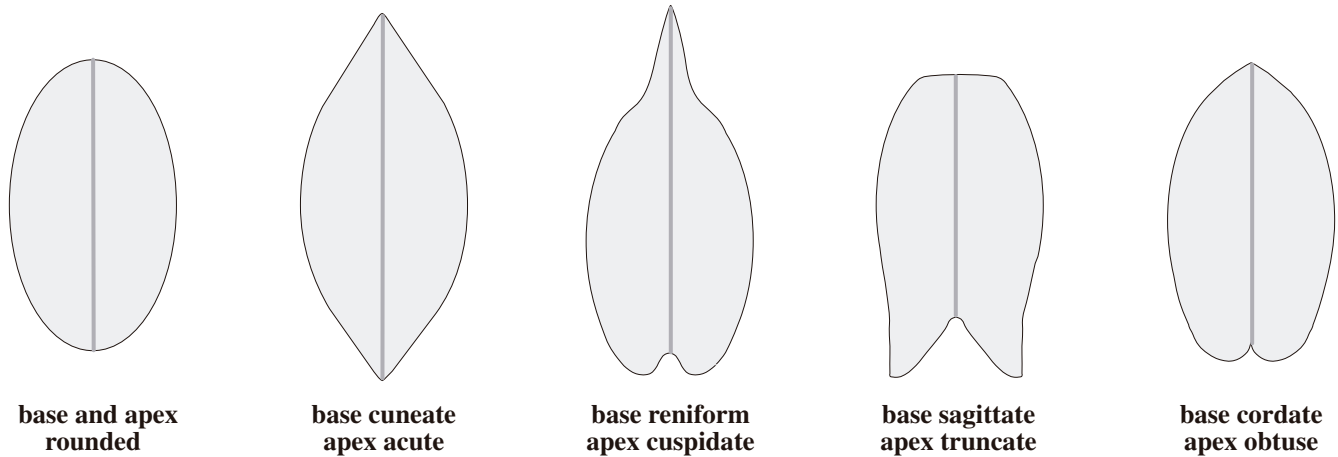 base and apex
rounded
base cuneate
apex acute
base reniform
apex cuspidate
base sagittate
apex truncate
base cordate
apex obtuse